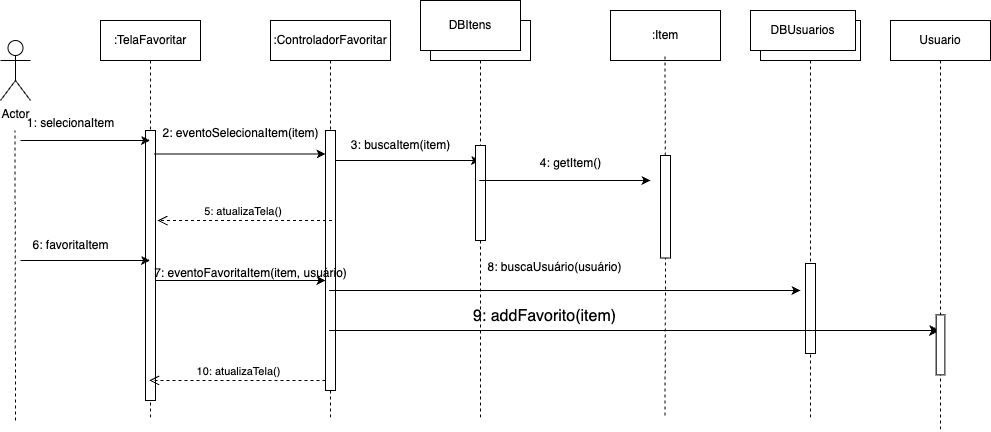 DBItens
DBUsuarios
:TelaFavoritar
:ControladorFavoritar
:Item
Usuario
Actor
1: selecionaItem
2: eventoSelecionaItem(item)
3: buscaItem(item)
4: getItem()
5: atualizaTela()
6: favoritaItem
7: eventoFavoritaItem(item, usuário)
8: buscaUsuário(usuário)
9: addFavorito(item)
10: atualizaTela()